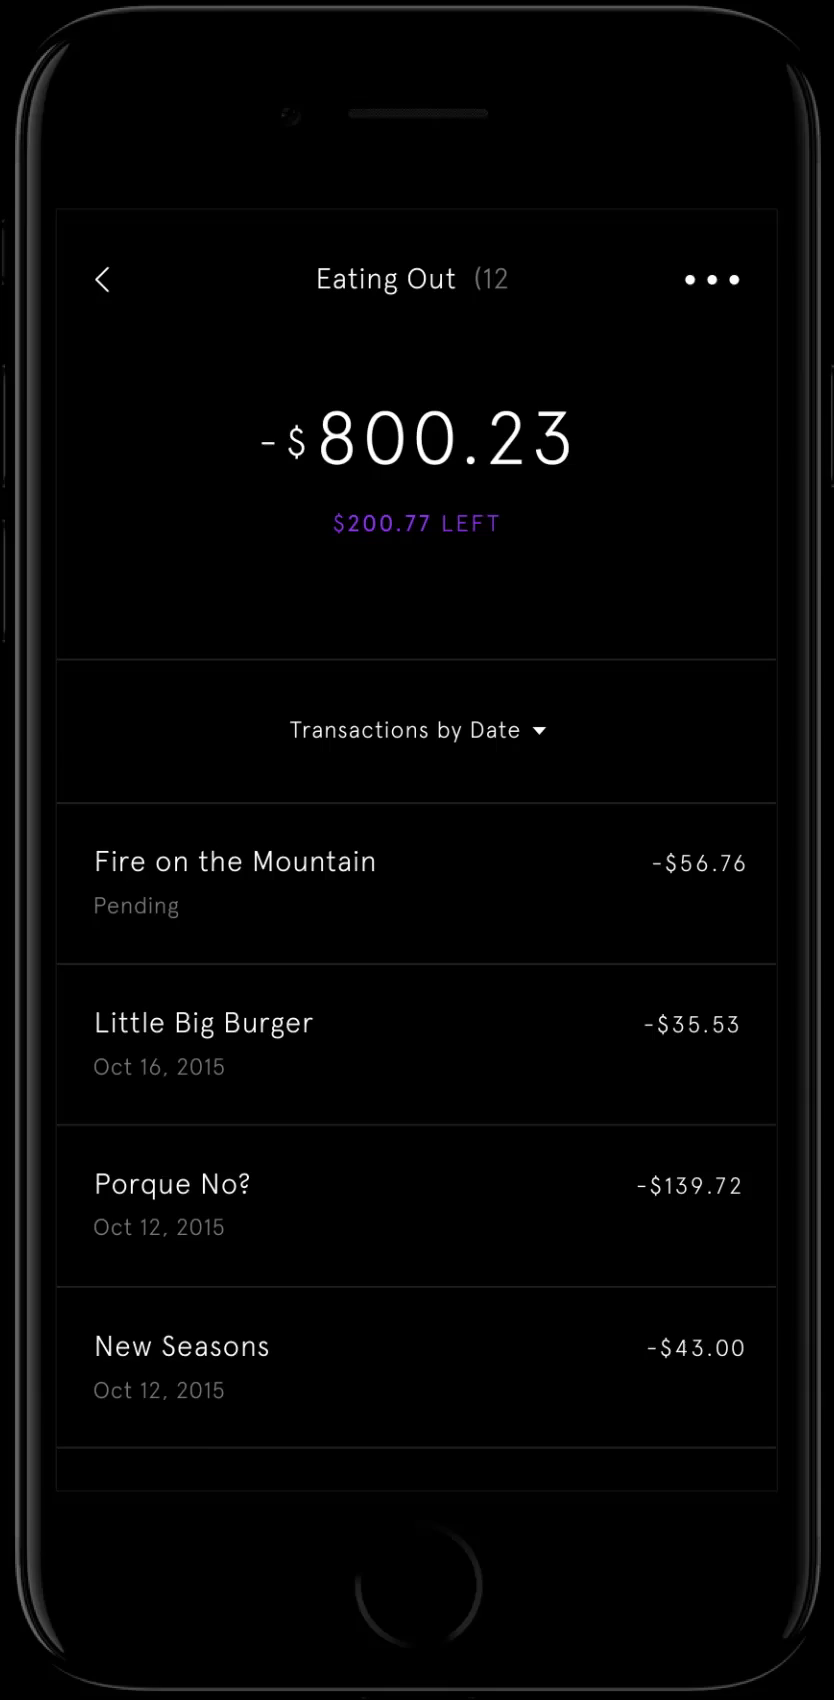 Eating Out (12
-$800.23
$200.77 LEFT
Transactions by Date
Fire on the Mountain -$56.76
Pending
Little Big Burger -$35.53
Oct 16, 2015
Porque No? -$139.72
Oct 12, 2015
New Seasons -$43.00
Oct 12, 2015